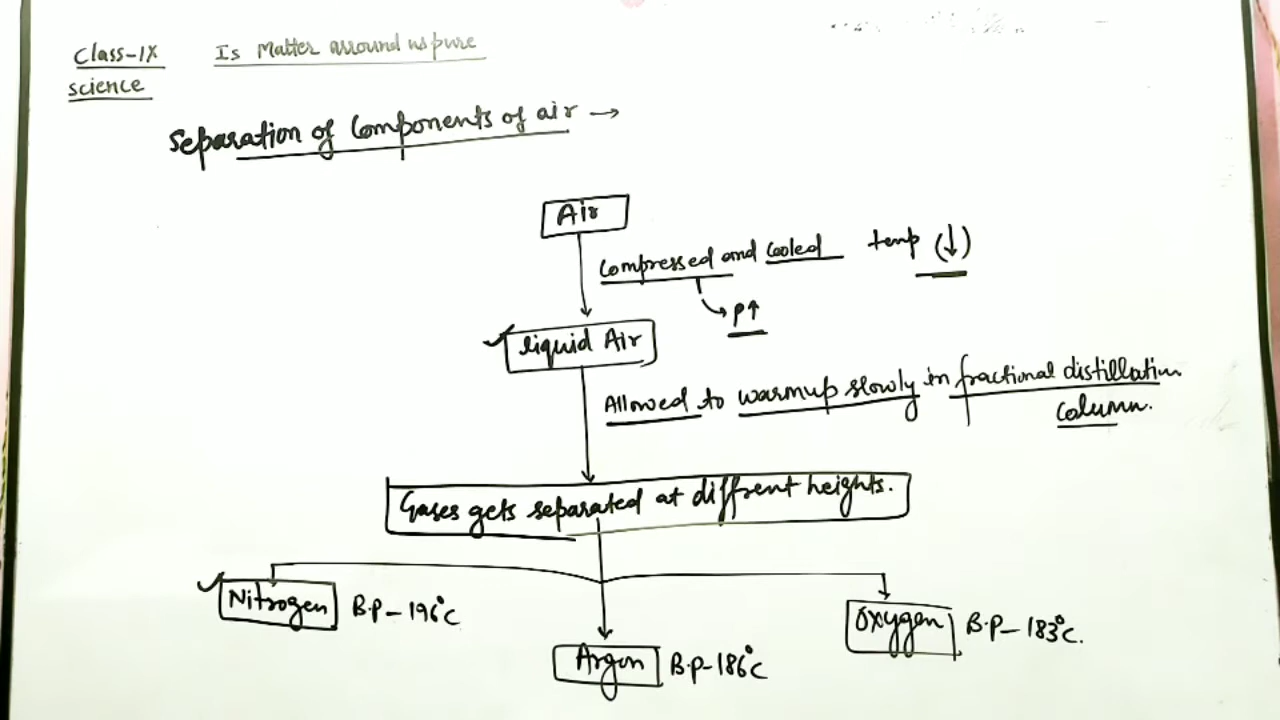 Class-IX Is Matter around us pure
science
Separation of Components of air →
Air
Compressed and Cooled temp (↓)
P↑
liquid Air
Allowed to warmup slowly in fractional distillation
Column.
Gases gets separated at diffrent heights.
Nitrogen B.P-196°C
Argon B.P-186°C
Oxygen B.P-183°C.